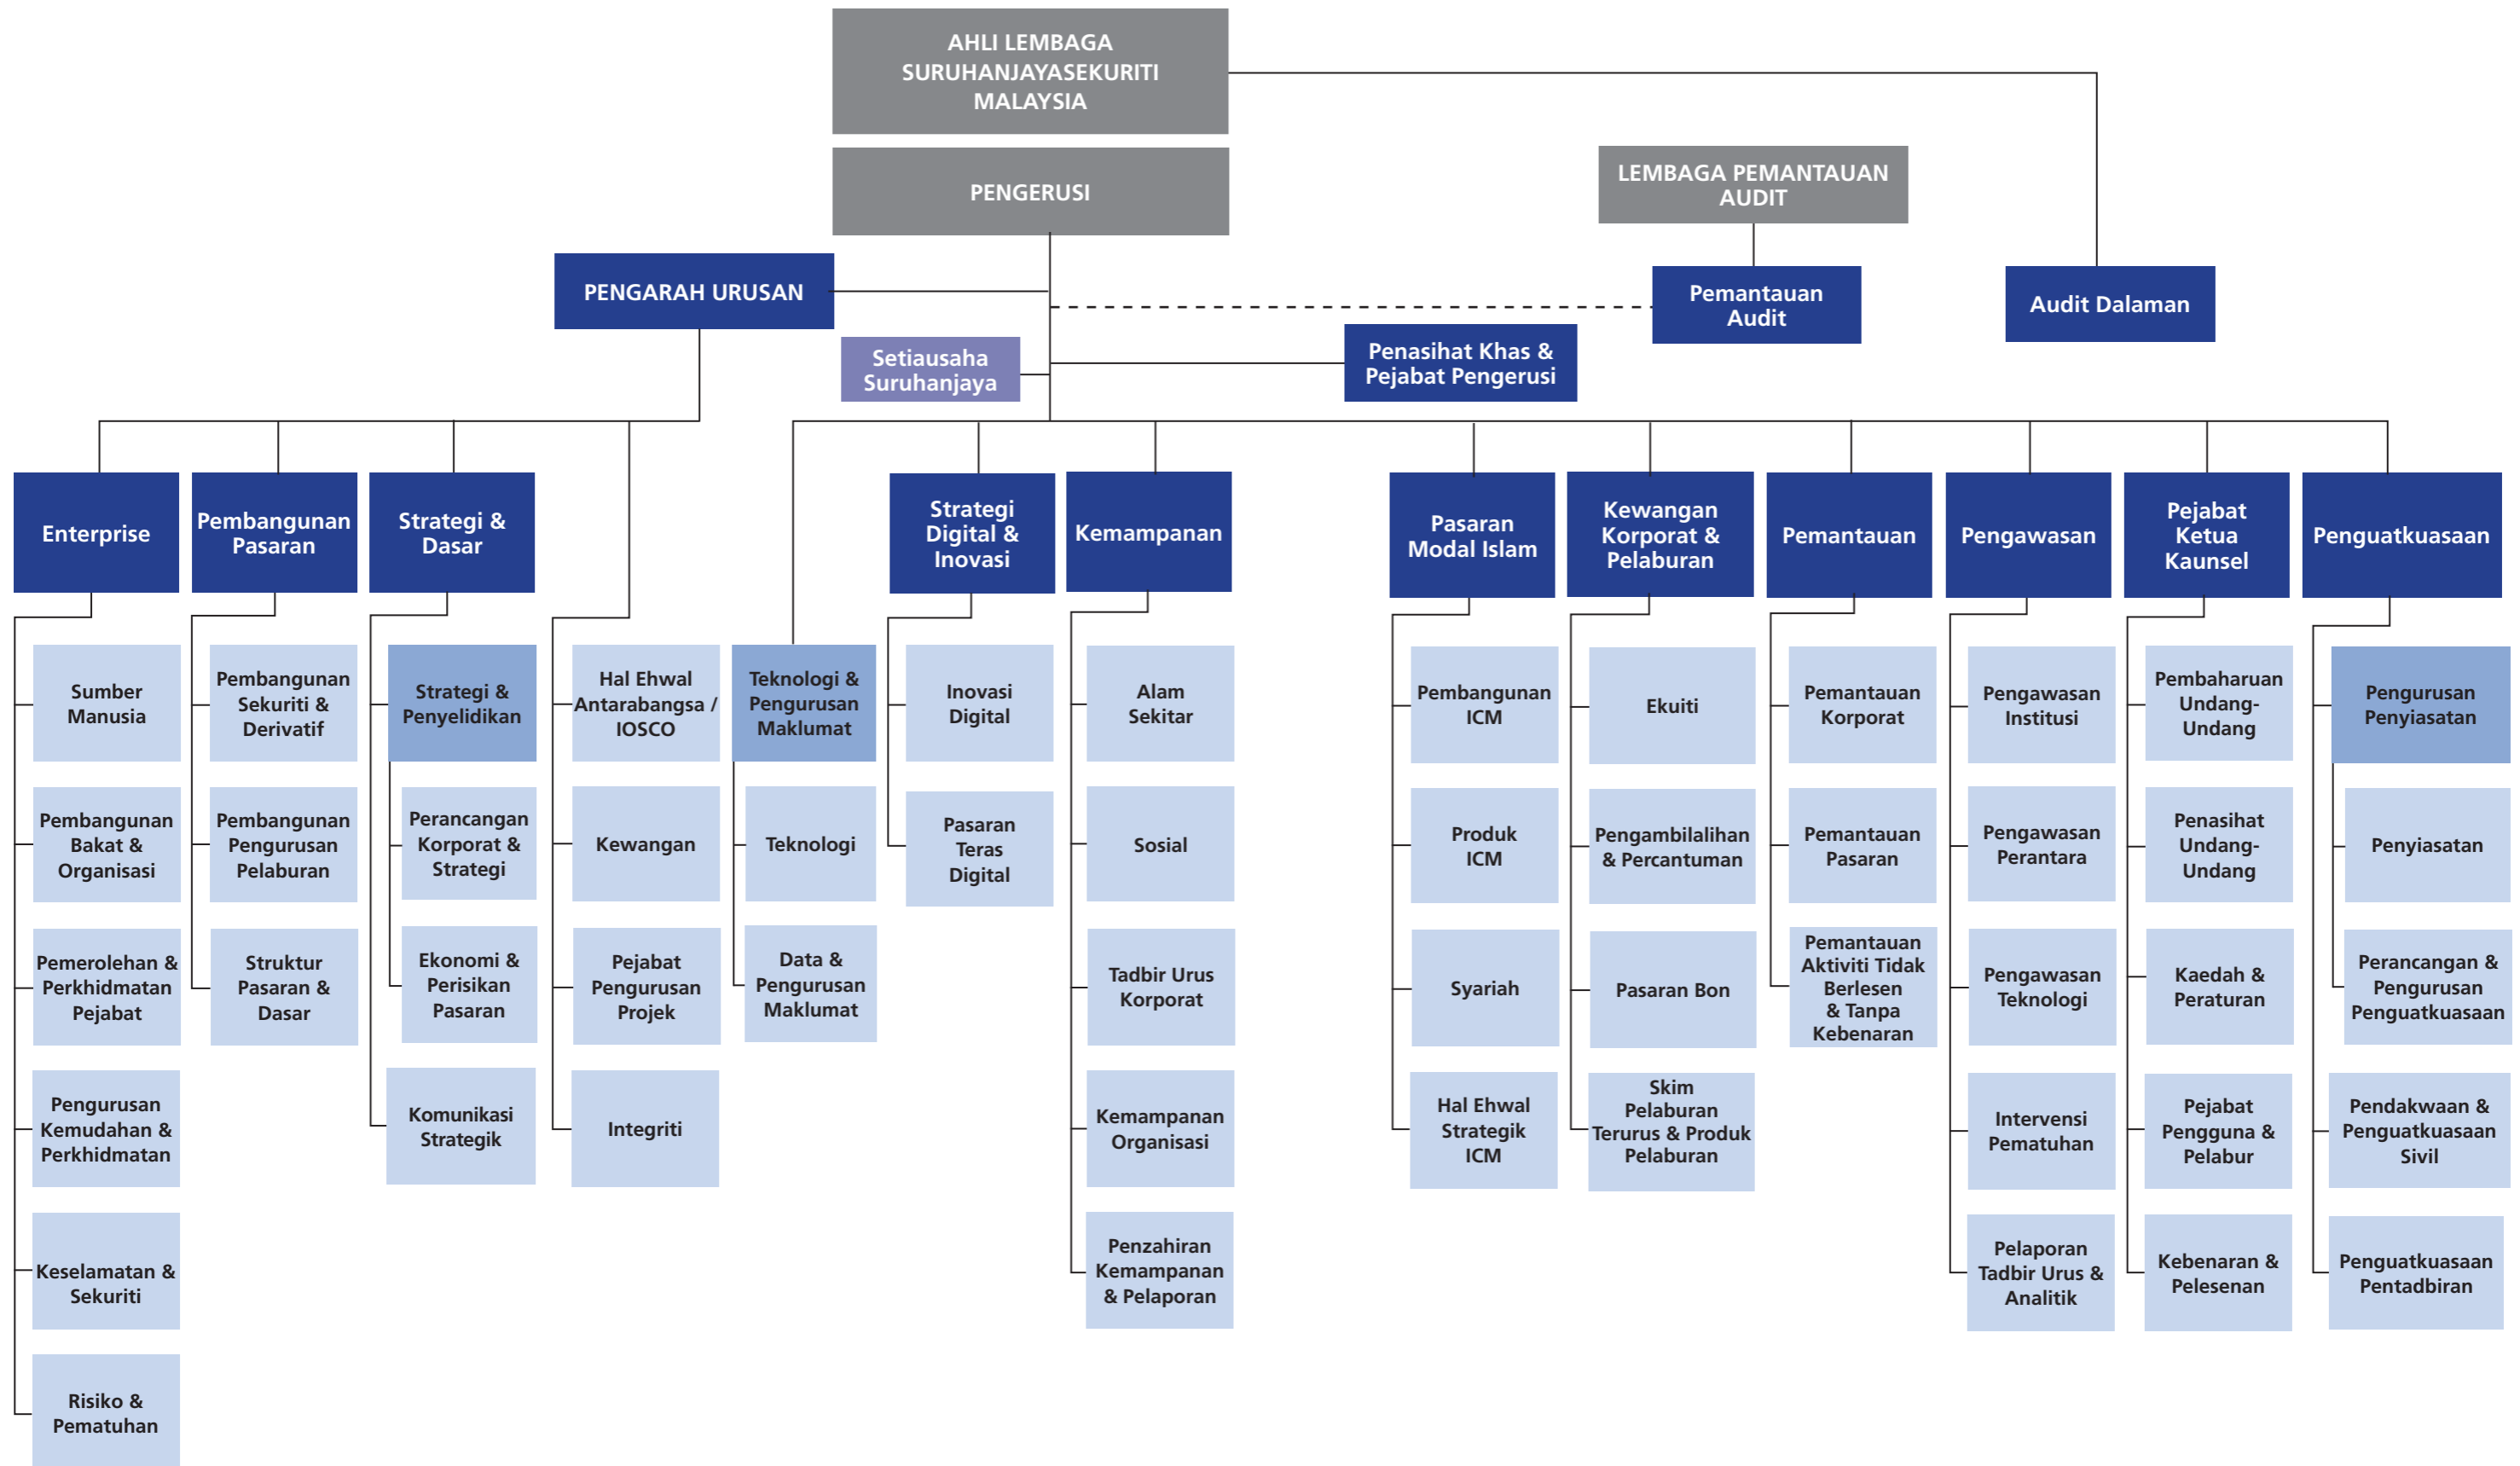 AHLI LEMBAGA
SURUHANJAYASEKURITI
MALAYSIA
PENGERUSI
LEMBAGA PEMANTAUAN
AUDIT
PENGARAH URUSAN
Pemantauan
Audit
Audit Dalaman
Setiausaha
Suruhanjaya
Penasihat Khas &
Pejabat Pengerusi
Enterprise
Sumber
Manusia
Pembangunan
Bakat &
Organisasi
Pemerolehan &
Perkhidmatan
Pejabat
Pengurusan
Kemudahan &
Perkhidmatan
Keselamatan &
Sekuriti
Risiko &
Pematuhan
Pembangunan
Pasaran
Pembangunan
Sekuriti &
Derivatif
Pembangunan
Pengurusan
Pelaburan
Struktur
Pasaran &
Dasar
Strategi &
Dasar
Strategi &
Penyelidikan
Perancangan
Korporat &
Strategi
Ekonomi &
Perisikan
Pasaran
Komunikasi
Strategik
Hal Ehwal
Antarabangsa /
IOSCO
Kewangan
Pejabat
Pengurusan
Projek
Integriti
Teknologi &
Pengurusan
Maklumat
Teknologi
Data &
Pengurusan
Maklumat
Strategi
Digital &
Inovasi
Inovasi
Digital
Pasaran
Teras
Digital
Kemampanan
Alam
Sekitar
Sosial
Tadbir Urus
Korporat
Kemampanan
Organisasi
Penzahiran
Kemampanan
& Pelaporan
Pasaran
Modal Islam
Pembangunan
ICM
Produk
ICM
Syariah
Hal Ehwal
Strategik
ICM
Kewangan
Korporat &
Pelaburan
Ekuiti
Pengambilalihan
& Percantuman
Pasaran Bon
Skim
Pelaburan
Terurus & Produk
Pelaburan
Pemantauan
Pemantauan
Korporat
Pemantauan
Pasaran
Pemantauan
Aktiviti Tidak
Berlesen
& Tanpa
Kebenaran
Pengawasan
Pengawasan
Institusi
Pengawasan
Perantara
Pengawasan
Teknologi
Intervensi
Pematuhan
Pelaporan
Tadbir Urus &
Analitik
Pejabat
Ketua
Kaunsel
Pembaharuan
Undang-
Undang
Penasihat
Undang-
Undang
Kaedah &
Peraturan
Pejabat
Pengguna &
Pelabur
Kebenaran &
Pelesenan
Penguatkuasaan
Pengurusan
Penyiasatan
Penyiasatan
Perancangan &
Pengurusan
Penguatkuasaan
Pendakwaan &
Penguatkuasaan
Sivil
Penguatkuasaan
Pentadbiran